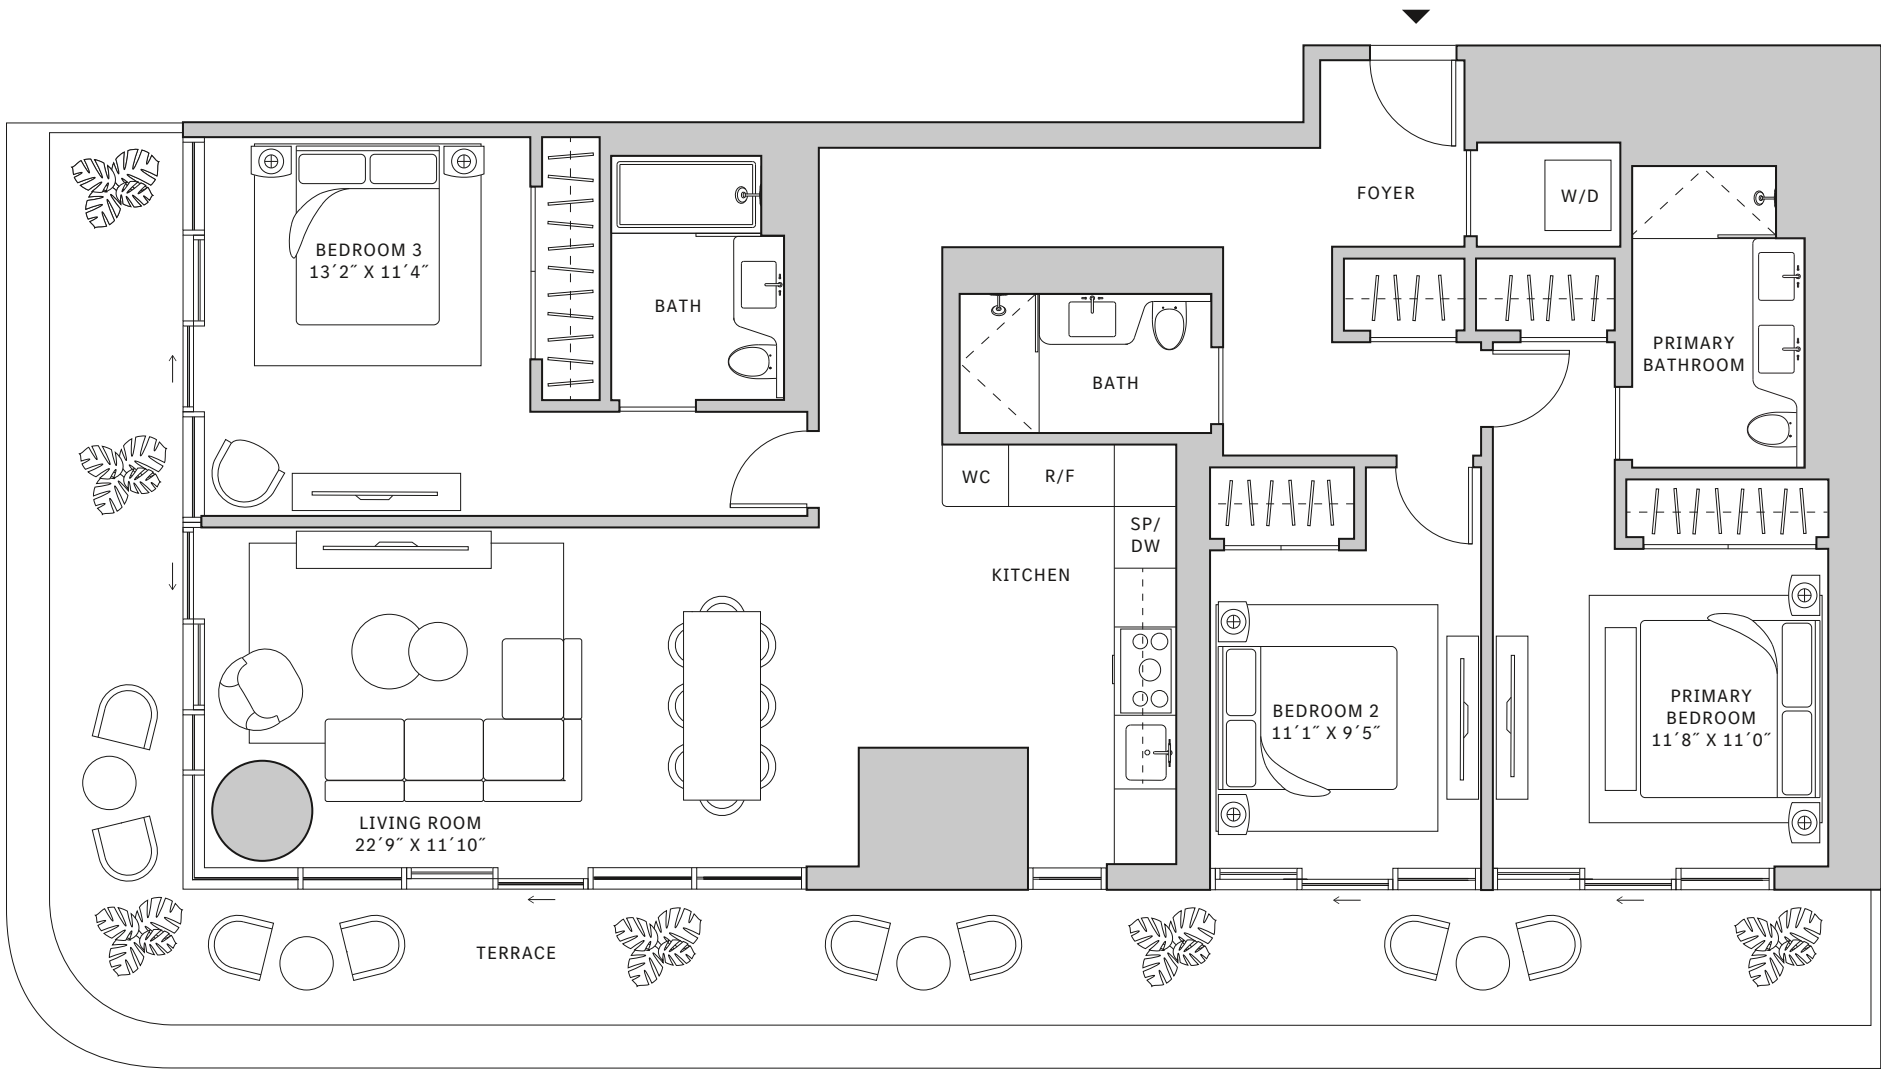 FOYER
W/D
BEDROOM 3
13´2˝ X 11´4˝
BATH
PRIMARY
BATHROOM
BATH
WC
R/F
SP/
DW
KITCHEN
BEDROOM 2
11´1˝ X 9´5˝
PRIMARY
BEDROOM
11´8˝ X 11´0˝
LIVING ROOM
22´9˝ X 11´10˝
TERRACE